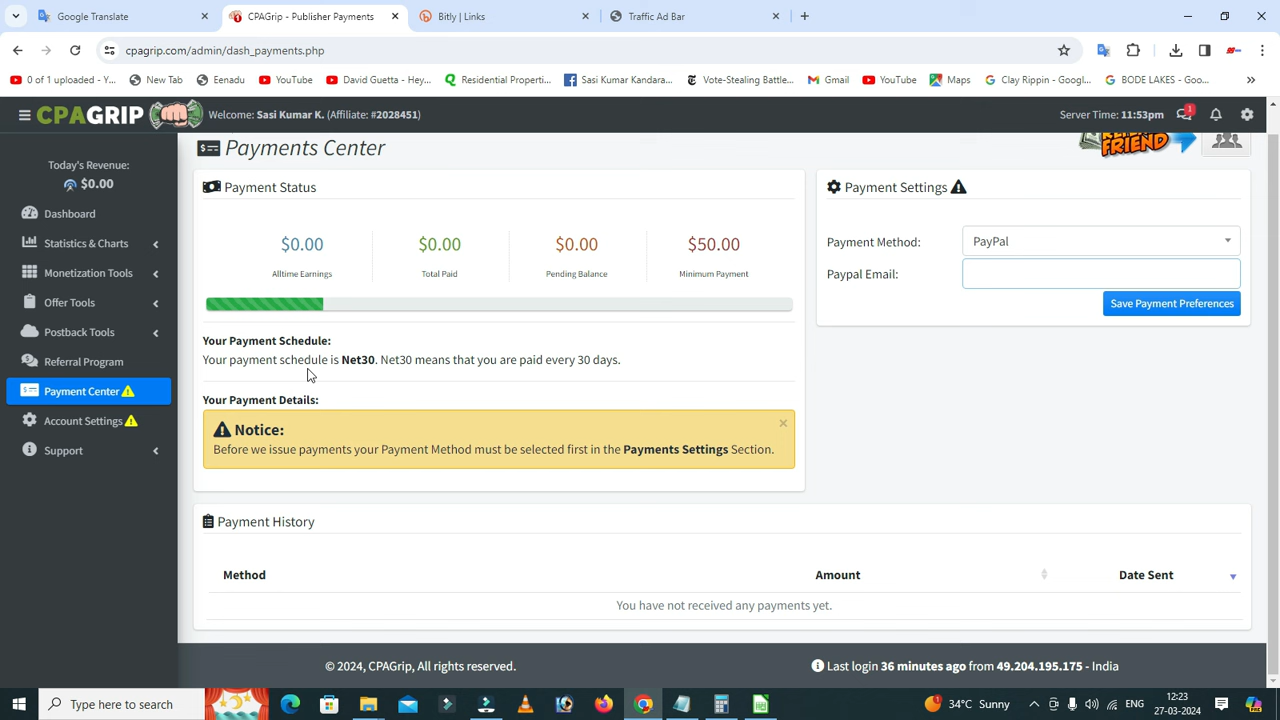 Google Translate
CPAGrip - Publisher Payments
Bitly | Links
Traffic Ad Bar
cpagrip.com/admin/dash_payments.php
0 of 1 uploaded - Y...
New Tab
Eenadu
YouTube
David Guetta - Hey...
Residential Properti...
Sasi Kumar Kandara...
Vote-Stealing Battle...
Gmail
YouTube
Maps
Clay Rippin - Googl...
BODE LAKES - Goo...
CPAGRIP
Welcome: Sasi Kumar K. (Affiliate: #2028451)
Server Time: 11:53pm
1
Today's Revenue:
$0.00
Dashboard
Statistics & Charts
Monetization Tools
Offer Tools
Postback Tools
Referral Program
Payment Center
Account Settings
Support
Payments Center
Payment Status
$0.00
$0.00
$0.00
$50.00
Alltime Earnings
Total Paid
Pending Balance
Minimum Payment
Your Payment Schedule:
Your payment schedule is Net30. Net30 means that you are paid every 30 days.
Your Payment Details:
Notice:
Before we issue payments your Payment Method must be selected first in the Payments Settings Section.
FRIEND
Payment Settings
Payment Method:
PayPal
Paypal Email:
Save Payment Preferences
Payment History
Method
Amount
Date Sent
You have not received any payments yet.
© 2024, CPAGrip, All rights reserved.
Last login 36 minutes ago from 49.204.195.175 - India
Type here to search
34°C Sunny
ENG
12:23
27-03-2024